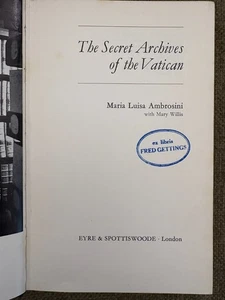 The Secret Archives
of the Vatican
Maria Luisa Ambrosini
with Mary Willis
ex libris
FRED GETTINGS
EYRE & SPOTTISWOODE · London